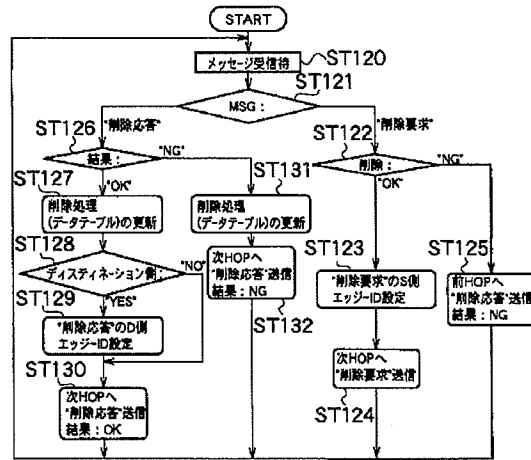 START
メッセージ受信待
ST120
ST121
MSG:
"削除応答"
"削除要求"
ST126
結果:
"NG"
"OK"
ST131
ST122
削除:
"NG"
"OK"
ST127
削除処理
(データテーブル)の更新
削除処理
(データテーブル)の更新
ST128
ディスティネーション側:
"NO"
"YES"
次HOPへ
"削除応答"送信
結果:NG
ST132
ST123
"削除要求"のS側
エッジーID設定
ST125
前HOPへ
"削除応答"送信
結果:NG
ST129
"削除応答"のD側
エッジーID設定
ST130
次HOPへ
"削除応答"送信
結果:OK
次HOPへ
"削除要求"送信
ST124